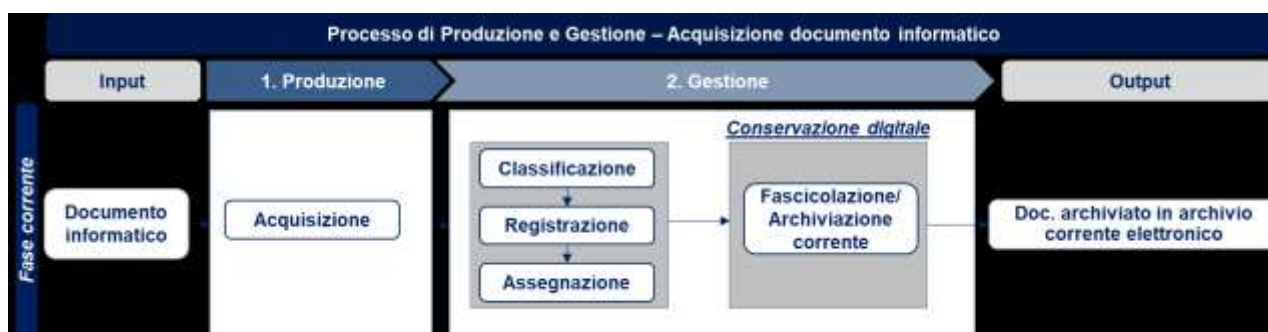 Processo di Produzione e Gestione – Acquisizione documento informatico
Input
1. Produzione
2. Gestione
Output
Fase corrente
Documento
informatico
Acquisizione
Classificazione
Registrazione
Assegnazione
Conservazione digitale
Fascicolazione/
Archiviazione
corrente
Doc. archiviato in archivio
corrente elettronico